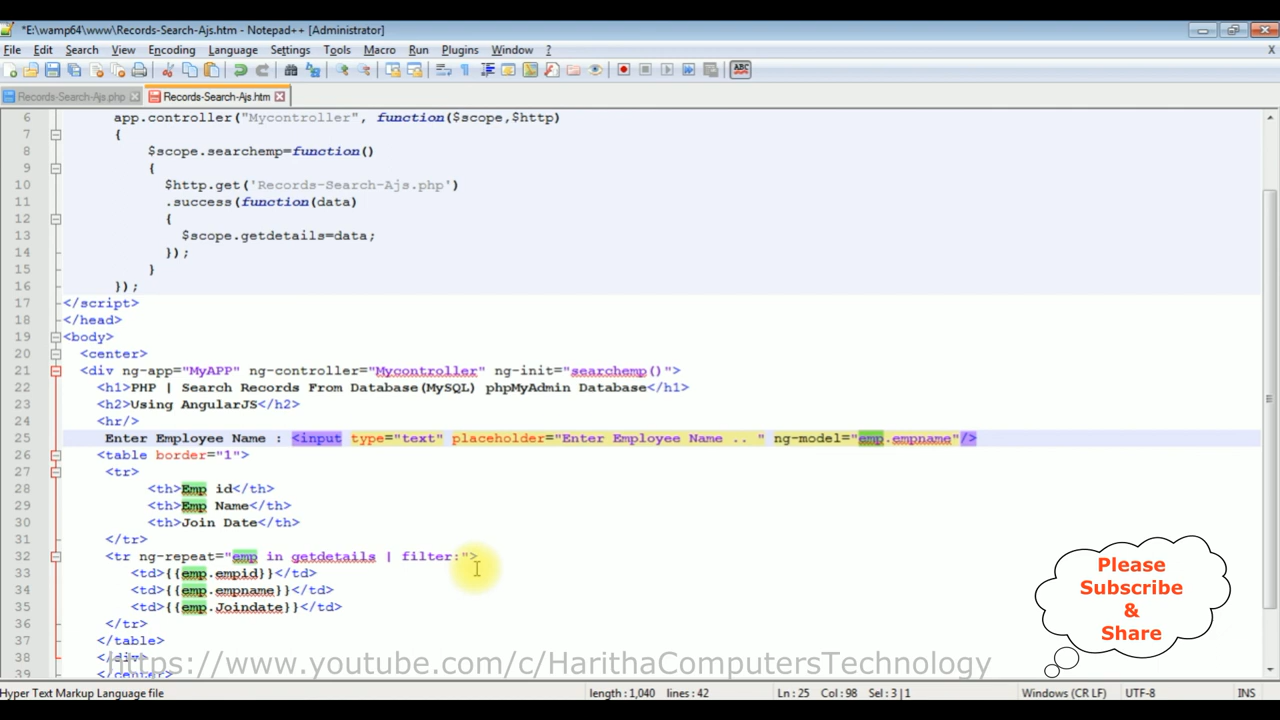 *E:\wamp64\www\Records-Search-Ajs.htm - Notepad++ [Administrator]
File Edit Search View Encoding Language Settings Tools Macro Run Plugins Window ? X
Records-Search-Ajs.php Records-Search-Ajs.htm
6 app.controller("Mycontroller", function($scope,$http)
7 {
8 $scope.searchemp=function()
9 {
10 $http.get('Records-Search-Ajs.php')
11 .success(function(data)
12 {
13 $scope.getdetails=data;
14 });
15 }
16 });
17 </script>
18 </head>
19 <body>
20 <center>
21 <div ng-app="MyAPP" ng-controller="Mycontroller" ng-init="searchemp()">
22 <h1>PHP | Search Records From Database(MySQL) phpMyAdmin Database</h1>
23 <h2>Using AngularJS</h2>
24 <hr/>
25 Enter Employee Name : <input type="text" placeholder="Enter Employee Name .. " ng-model="emp.empname"/>
26 <table border="1">
27 <tr>
28 <th>Emp id</th>
29 <th>Emp Name</th>
30 <th>Join Date</th>
31 </tr>
32 <tr ng-repeat="emp in getdetails | filter:">
33 <td>{{emp.empid}}</td>
34 <td>{{emp.empname}}</td>
35 <td>{{emp.Joindate}}</td>
36 </tr>
37 </table>
38 </div>
39 </center>
Please
Subscribe
&
Share
https://www.youtube.com/c/HarithaComputersTechnology
Hyper Text Markup Language file length : 1,040 lines : 42 Ln : 25 Col : 98 Sel : 3 | 1 Windows (CR LF) UTF-8 INS